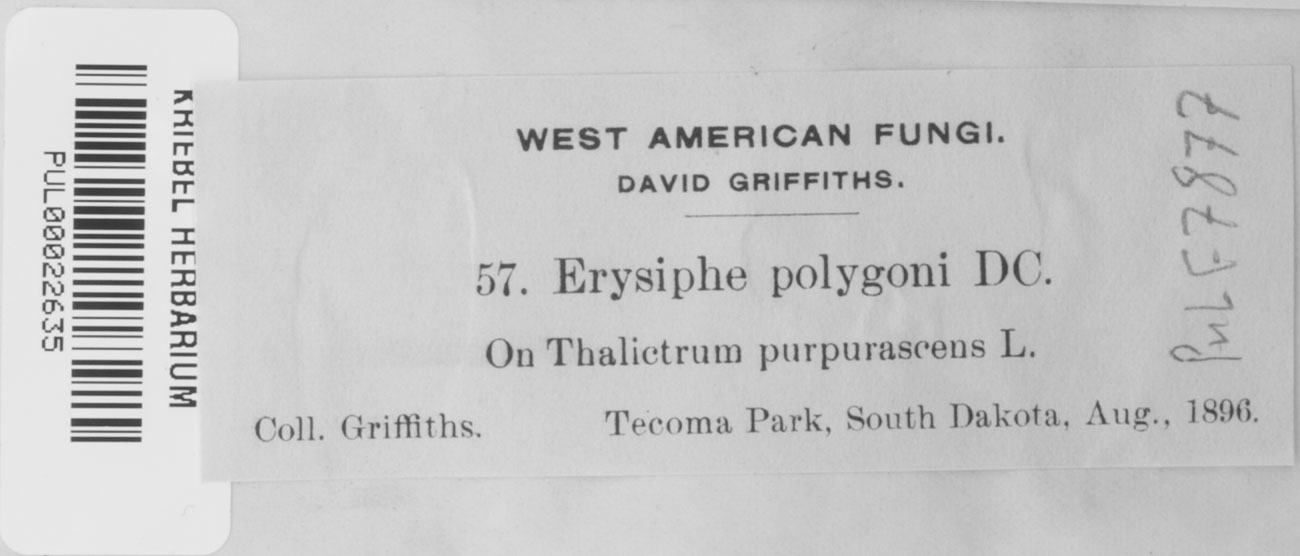 KRIEBEL HERBARIUM
PUL00022635
WEST AMERICAN FUNGI.
DAVID GRIFFITHS.
57. Erysiphe polygoni DC.
On Thalictrum purpurascens L.
Coll. Griffiths. Tecoma Park, South Dakota, Aug., 1896.